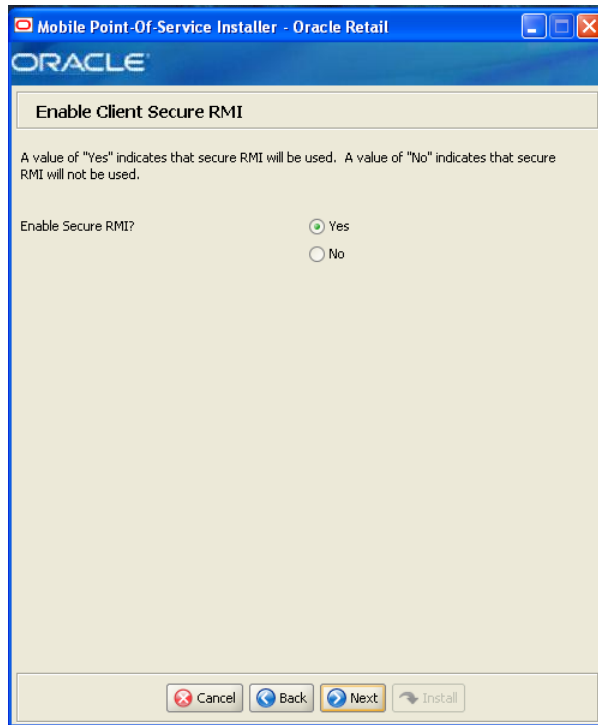 Mobile Point-Of-Service Installer - Oracle Retail
ORACLE
Enable Client Secure RMI
A value of "Yes" indicates that secure RMI will be used. A value of "No" indicates that secure
RMI will not be used.
Enable Secure RMI?
Yes
No
Cancel
Back
Next
Install